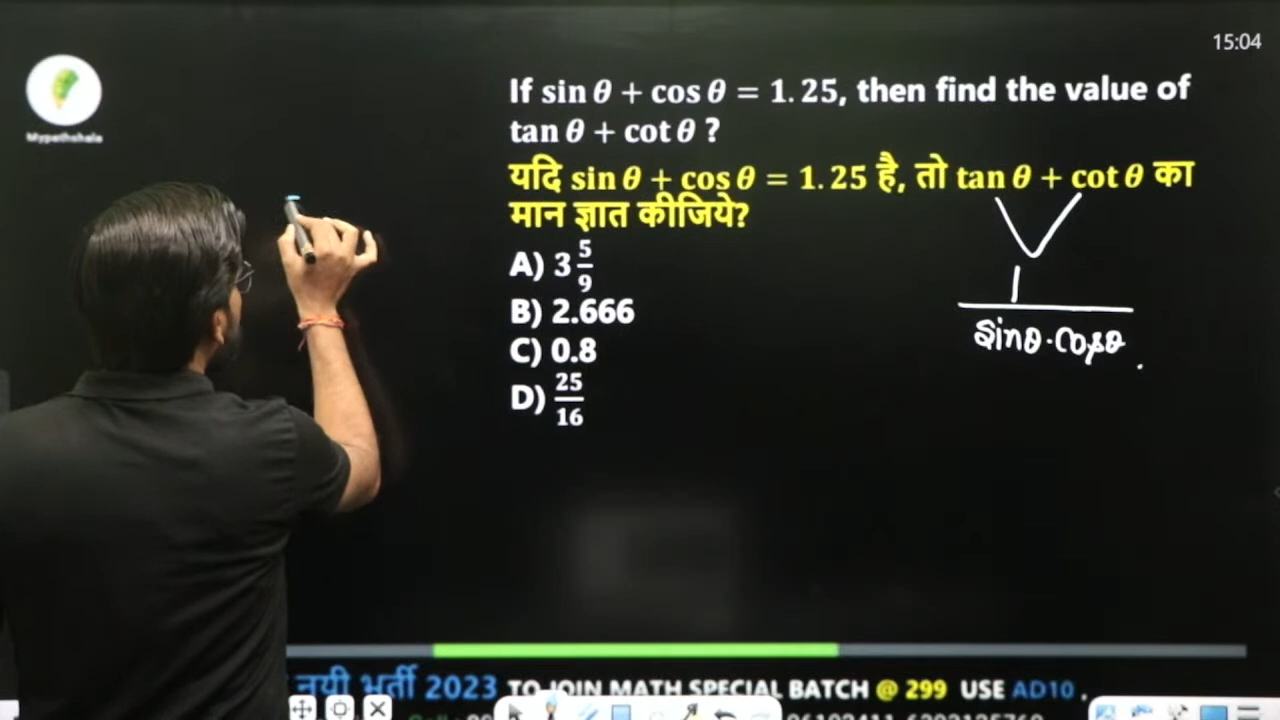 15:04
Mypathshala
If sin θ + cos θ = 1.25, then find the value of
tan θ + cot θ ?
यदि sin θ + cos θ = 1.25 है, तो tan θ + cot θ का
मान ज्ञात कीजिये?
A) 3 5/9
B) 2.666
C) 0.8
D) 25/16
1
sinθ.cosθ
नयी भर्ती 2023 TO JOIN MATH SPECIAL BATCH @ 299 USE AD10 .